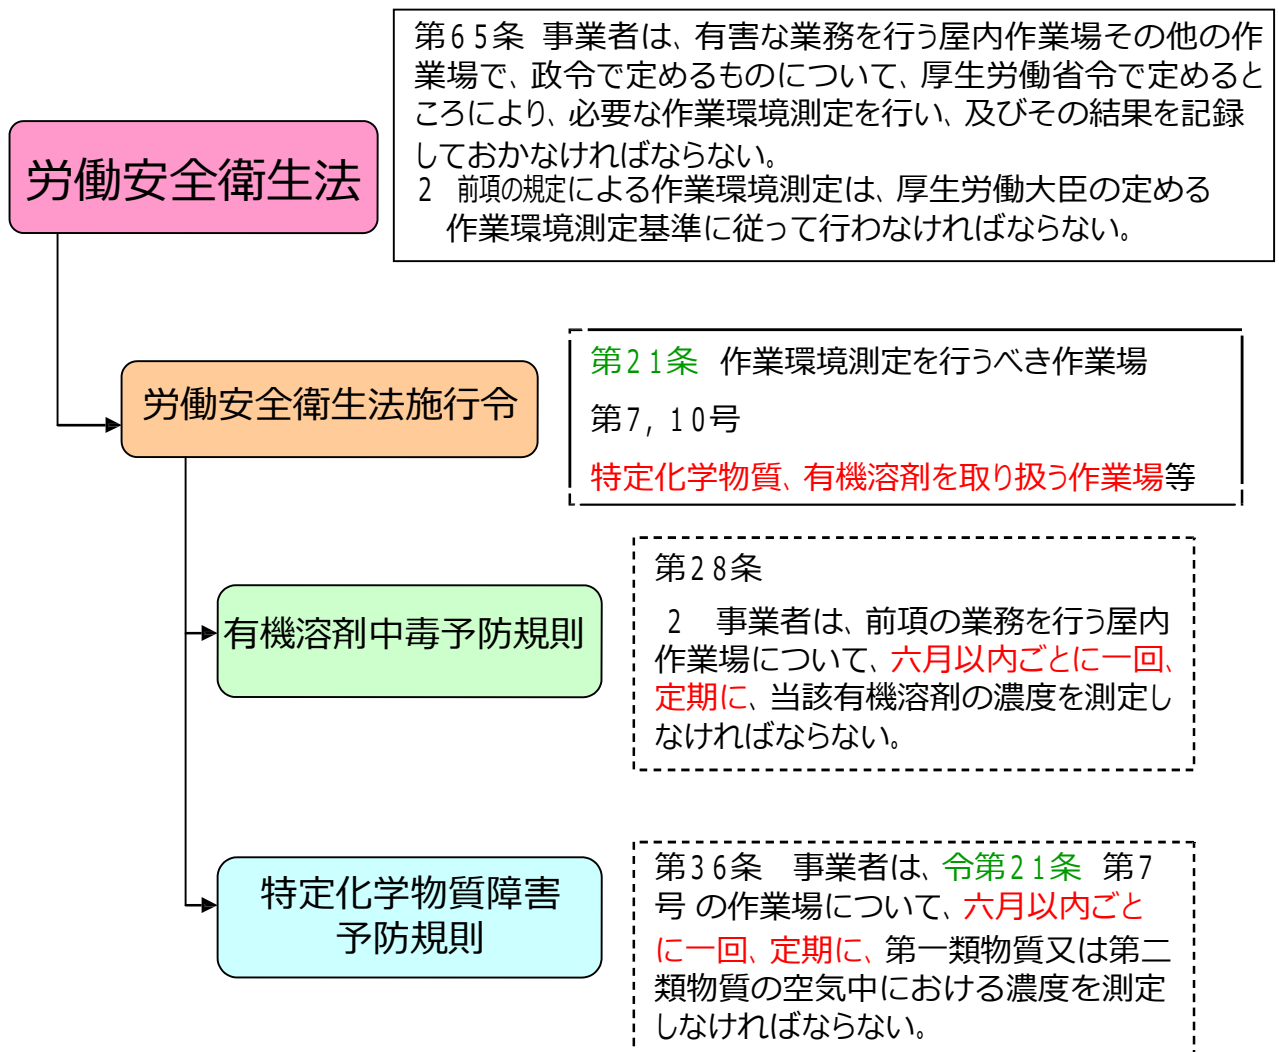 第65条 事業者は、有害な業務を行う屋内作業場その他の作
業場で、政令で定めるものについて、厚生労働省令で定めると
ころにより、必要な作業環境測定を行い、及びその結果を記録
しておかなければならない。
2 前項の規定による作業環境測定は、厚生労働大臣の定める
作業環境測定基準に従って行わなければならない。
労働安全衛生法
労働安全衛生法施行令
第21条 作業環境測定を行うべき作業場
第7, 10号
特定化学物質、有機溶剤を取り扱う作業場等
有機溶剤中毒予防規則
第28条
2 事業者は、前項の業務を行う屋内
作業場について、六月以内ごとに一回、
定期に、当該有機溶剤の濃度を測定し
なければならない。
特定化学物質障害
予防規則
第36条 事業者は、令第21条 第7
号 の作業場について、六月以内ごと
に一回、定期に、第一類物質又は第二
類物質の空気中における濃度を測定
しなければならない。